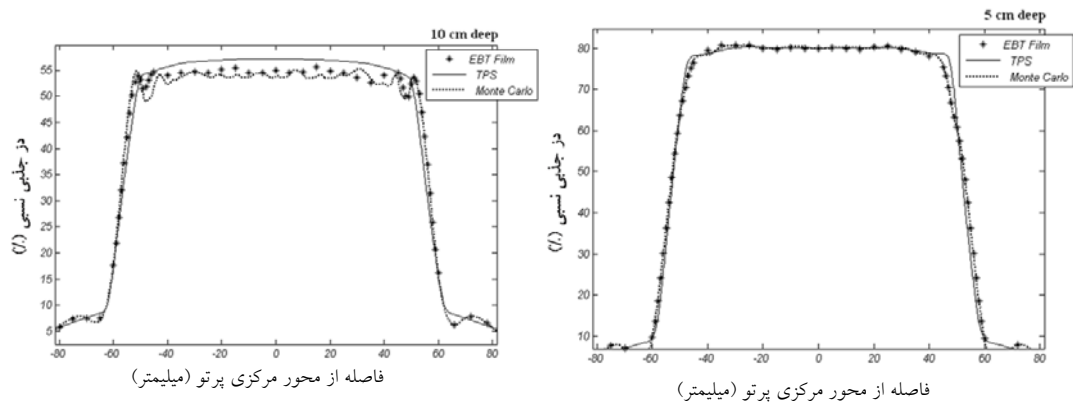 10 cm deep
EBT Film
TPS
Monte Carlo
دز جذبی نسبی (٪)
55
50
45
40
35
30
25
20
15
10
5
-80 -60 -40 -20 0 20 40 60 80
فاصله از محور مرکزی پرتو (میلیمتر)
5 cm deep
EBT Film
TPS
Monte Carlo
دز جذبی نسبی (٪)
80
70
60
50
40
30
20
10
-80 -60 -40 -20 0 20 40 60 80
فاصله از محور مرکزی پرتو (میلیمتر)